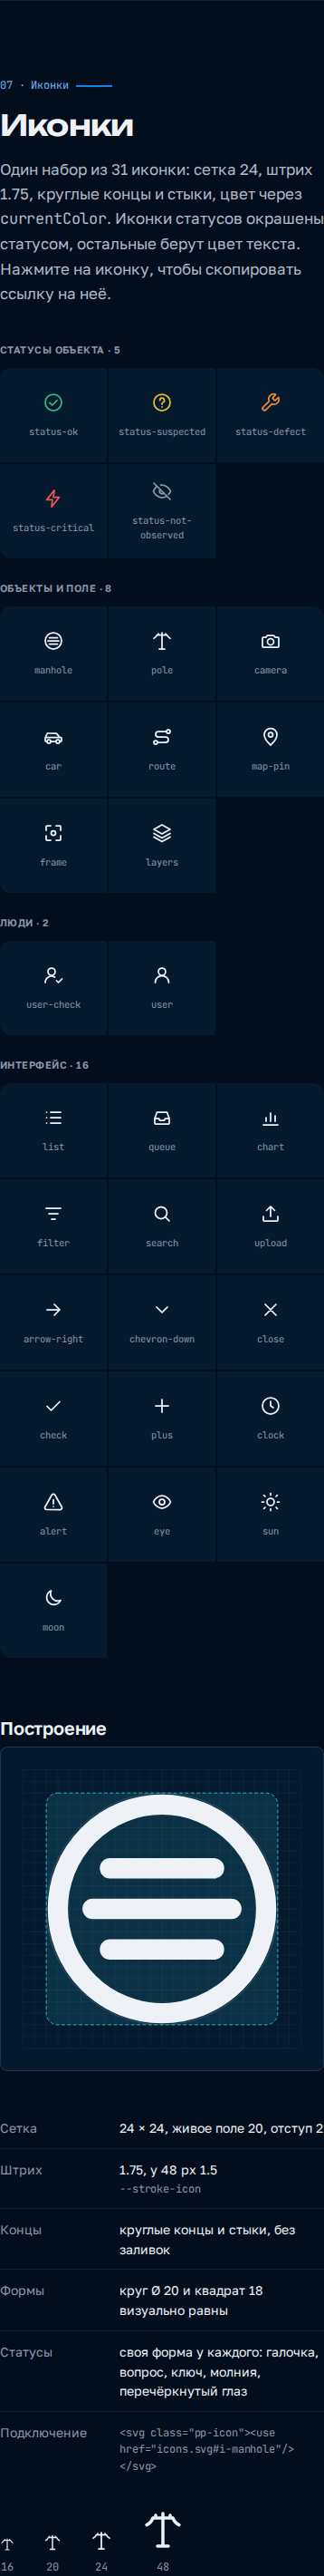 07 · Иконки
Иконки
Один набор из 31 иконки: сетка 24, штрих
1.75, круглые концы и стыки, цвет через
currentColor. Иконки статусов окрашены
статусом, остальные берут цвет текста.
Нажмите на иконку, чтобы скопировать
ссылку на неё.
СТАТУСЫ ОБЪЕКТА · 5
status-ok status-suspected status-defect
status-critical status-not-
observed
ОБЪЕКТЫ И ПОЛЕ · 8
manhole pole camera
car route map-pin
frame layers
ЛЮДИ · 2
user-check user
ИНТЕРФЕЙС · 16
list queue chart
filter search upload
arrow-right chevron-down close
check plus clock
alert eye sun
moon
Построение
Сетка 24 × 24, живое поле 20, отступ 2
Штрих 1.75, у 48 px 1.5
--stroke-icon
Концы круглые концы и стыки, без
заливок
Формы круг Ø 20 и квадрат 18
визуально равны
Статусы своя форма у каждого: галочка,
вопрос, ключ, молния,
перечёркнутый глаз
Подключение <svg class="pp-icon"><use
href="icons.svg#i-manhole"/>
</svg>
16 20 24 48